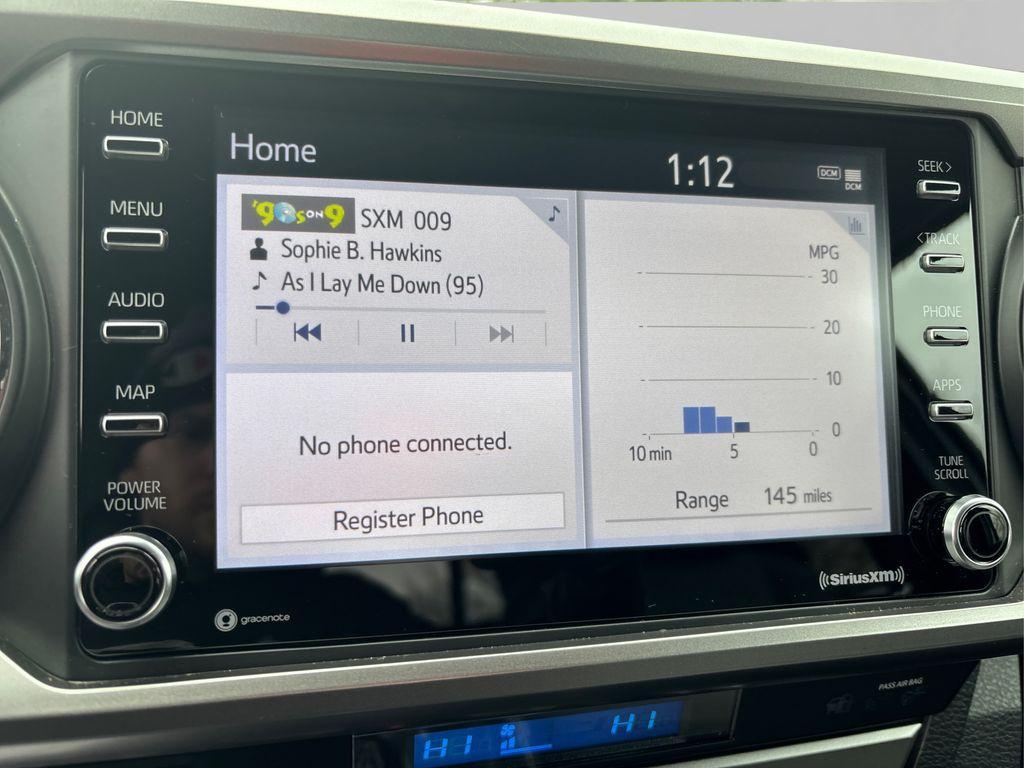 HOME
MENU
AUDIO
MAP
POWER
VOLUME
gracenote
Home
1:12
DCM
DCM
'90s ON 9
SXM 009
Sophie B. Hawkins
As I Lay Me Down (95)
No phone connected.
Register Phone
MPG
30
20
10
0
10 min
5
0
Range 145 miles
SEEK >
< TRACK
PHONE
APPS
TUNE
SCROLL
((SiriusXM))
PASS AIR BAG
HI
HI